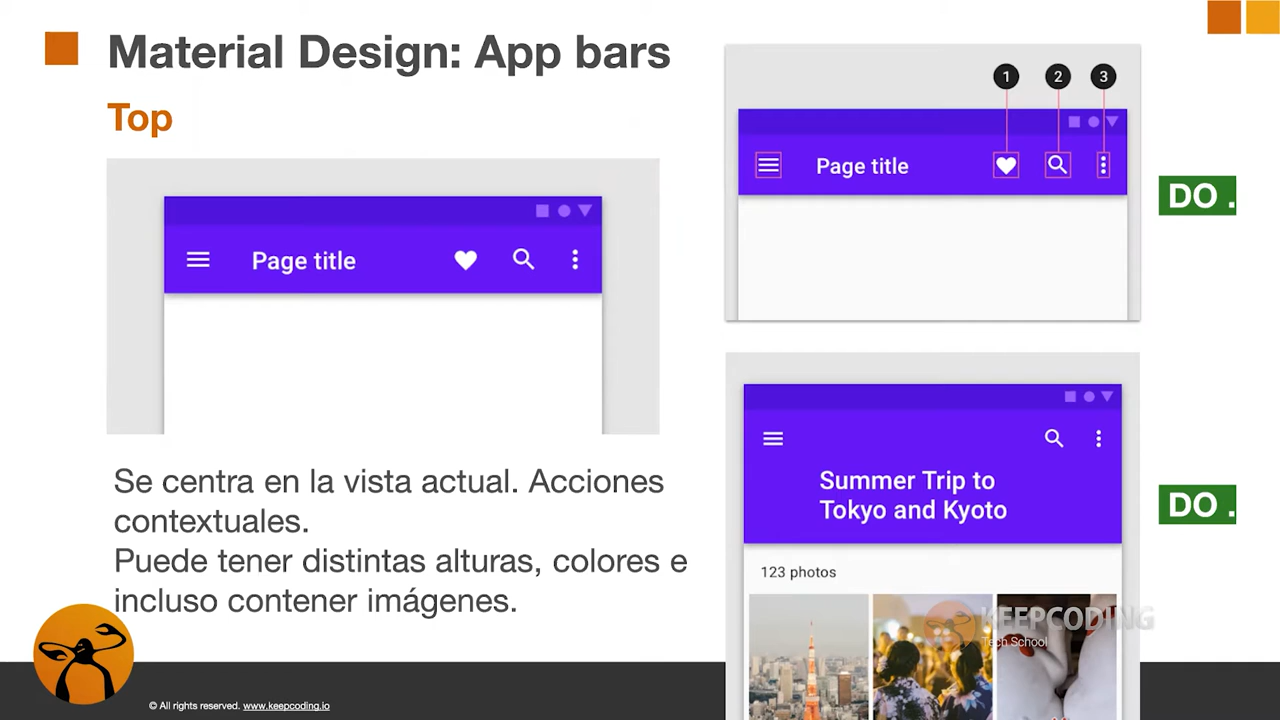 Material Design: App bars
Top
Page title
Se centra en la vista actual. Acciones
contextuales.
Puede tener distintas alturas, colores e
incluso contener imágenes.
1 2 3
Page title
DO .
Summer Trip to
Tokyo and Kyoto
DO .
123 photos
KEEPCODING
Tech School
© All rights reserved. www.keepcoding.io